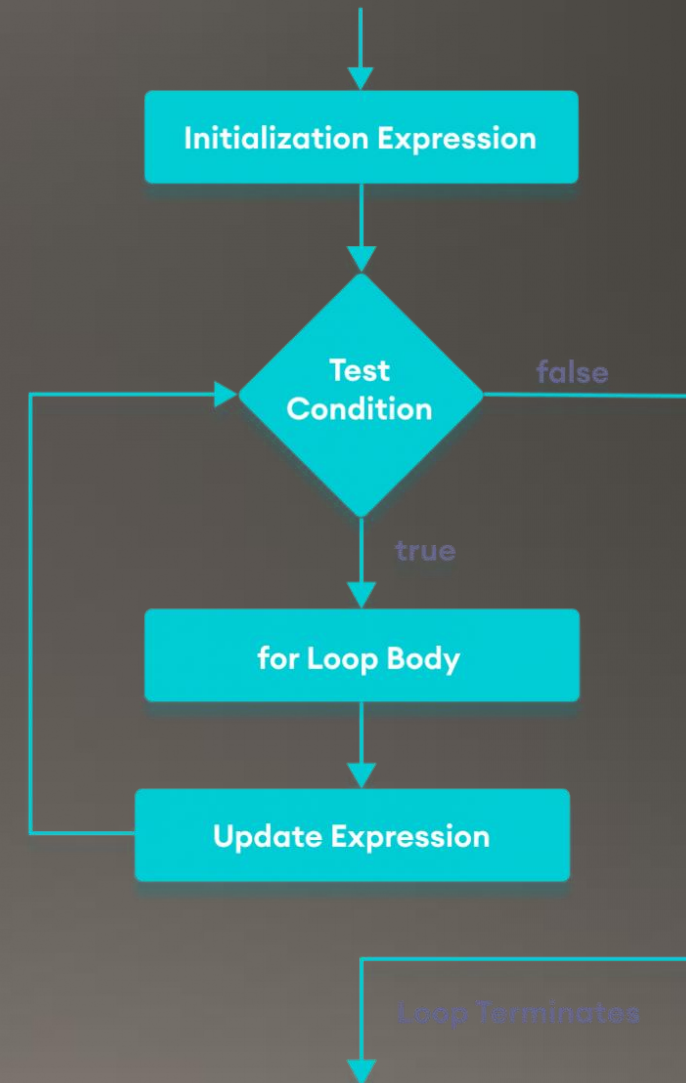 Initialization Expression
Test
Condition
false
true
for Loop Body
Update Expression
Loop Terminates